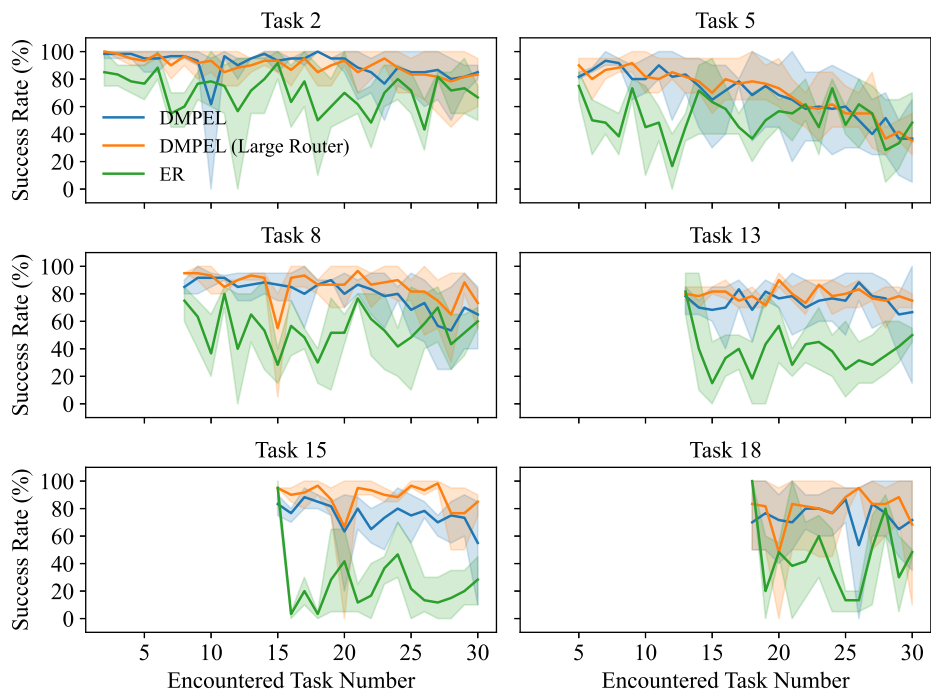 Task 2
Task 5
Success Rate (%)
100
80
60
40
20
0
DMPEL
DMPEL (Large Router)
ER
Task 8
Task 13
Success Rate (%)
100
80
60
40
20
0
Task 15
Task 18
Success Rate (%)
100
80
60
40
20
0
5 10 15 20 25 30
5 10 15 20 25 30
Encountered Task Number
Encountered Task Number